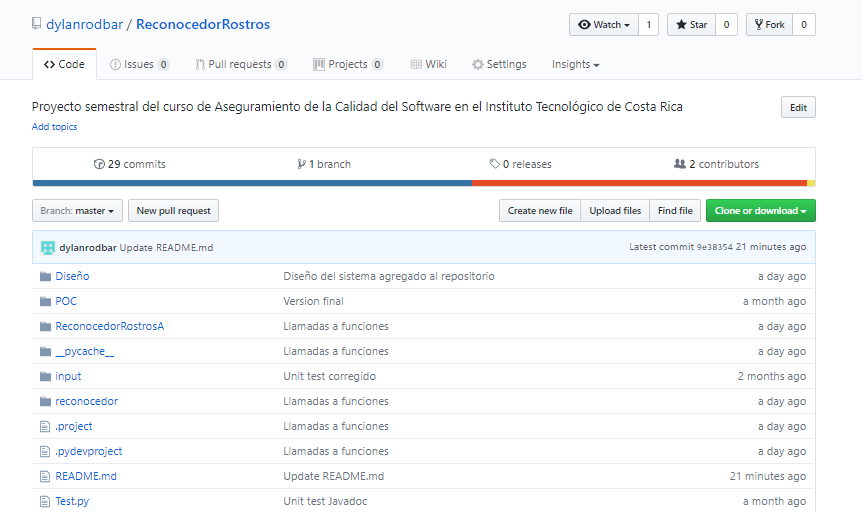 dylanrodbar / ReconocedorRostros Watch 1 Star 0 Fork 0
Code Issues 0 Pull requests 0 Projects 0 Wiki Settings Insights
Proyecto semestral del curso de Aseguramiento de la Calidad del Software en el Instituto Tecnológico de Costa Rica Edit
Add topics
29 commits 1 branch 0 releases 2 contributors
Branch: master New pull request Create new file Upload files Find file Clone or download
dylanrodbar Update README.md Latest commit 9e38354 21 minutes ago
Diseño Diseño del sistema agregado al repositorio a day ago
POC Version final a month ago
ReconocedorRostrosA Llamadas a funciones a day ago
__pycache__ Llamadas a funciones a day ago
input Unit test corregido 2 months ago
reconocedor Llamadas a funciones a day ago
.project Llamadas a funciones a day ago
.pydevproject Llamadas a funciones a day ago
README.md Update README.md 21 minutes ago
Test.py Unit test Javadoc a month ago